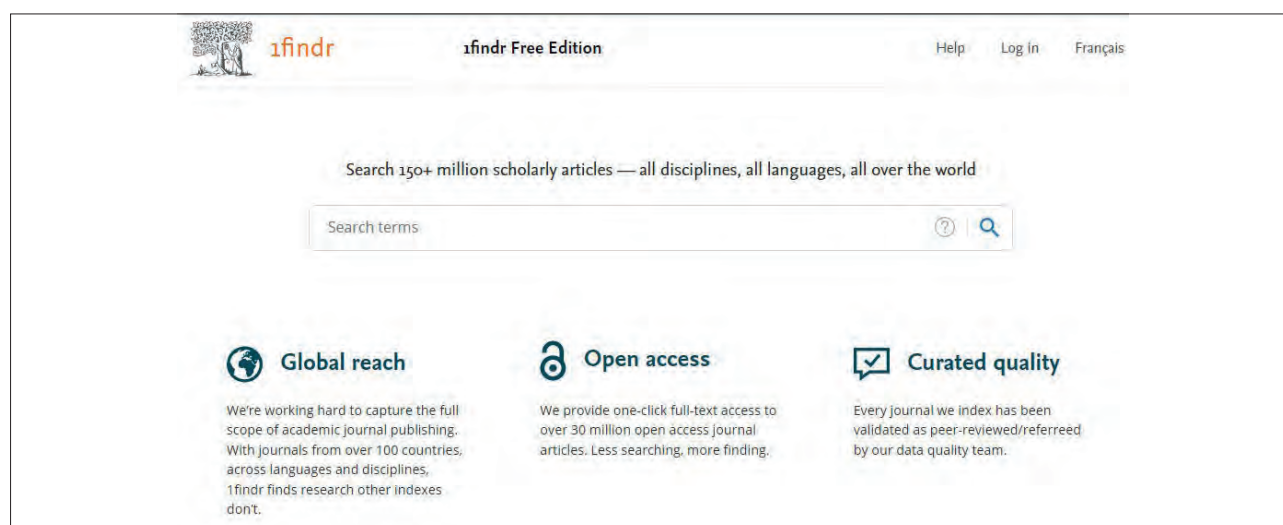 1findr
1findr Free Edition
Help
Log In
Français
Search 150+ million scholarly articles — all disciplines, all languages, all over the world
Search terms
?
Global reach
We're working hard to capture the full
scope of academic journal publishing.
With journals from over 100 countries,
across languages and disciplines,
1findr finds research other indexes
don't.
Open access
We provide one-click full-text access to
over 30 million open access journal
articles. Less searching, more finding.
Curated quality
Every journal we index has been
validated as peer-reviewed/referreed
by our data quality team.